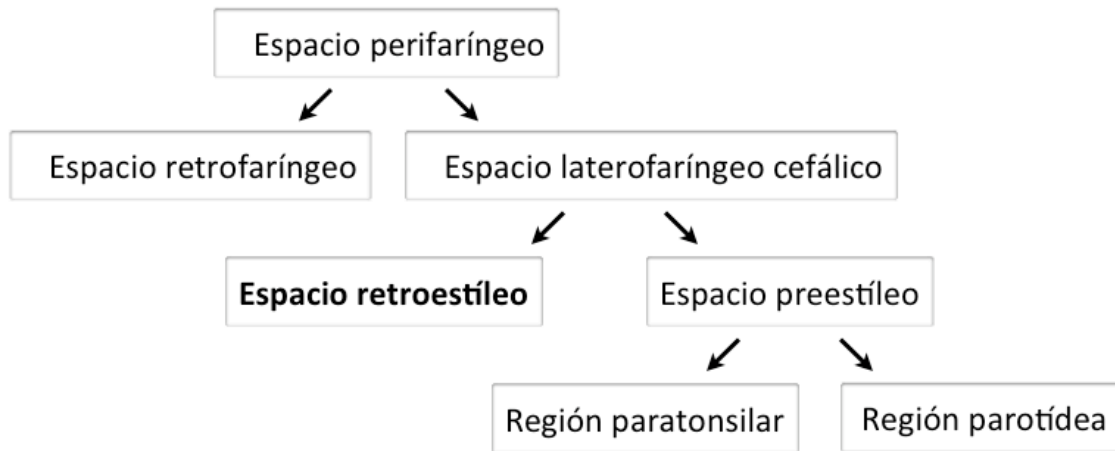 Espacio perifaríngeo
Espacio retrofaríngeo
Espacio laterofaríngeo cefálico
Espacio retroestíleo
Espacio preestíleo
Región paratonsilar
Región parotídea